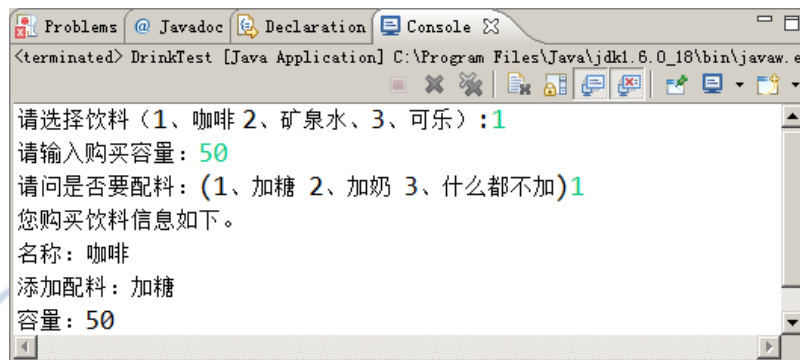 Problems @ Javadoc Declaration Console
<terminated> DrinkTest [Java Application] C:\Program Files\Java\jdk1.6.0_18\bin\javaw.e
请选择饮料（1、咖啡 2、矿泉水、3、可乐）:1
请输入购买容量：50
请问是否要配料：(1、加糖 2、加奶 3、什么都不加)1
您购买饮料信息如下。
名称：咖啡
添加配料：加糖
容量：50